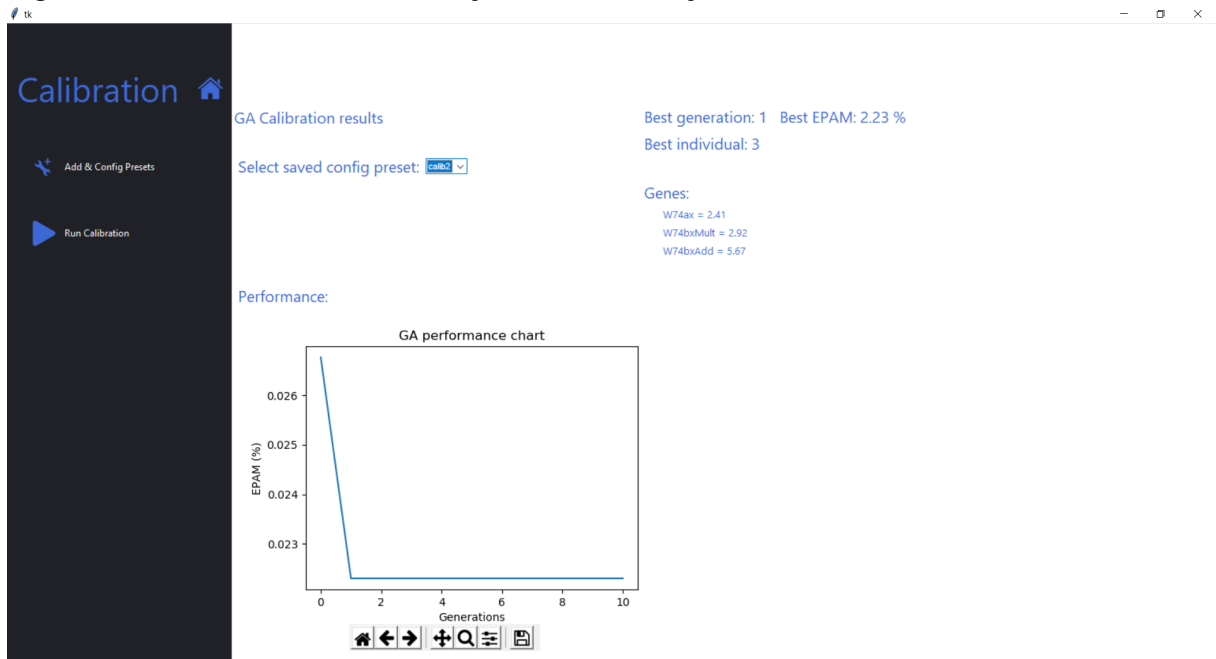 tk
Calibration
Add & Config Presets
Run Calibration
GA Calibration results
Select saved config preset: calib2
Best generation: 1 Best EPAM: 2.23 %
Best individual: 3
Genes:
W74ax = 2.41
W74bxMult = 2.92
W74bxAdd = 5.67
Performance:
GA performance chart
EPAM (%)
0.026
0.025
0.024
0.023
0 2 4 6 8 10
Generations